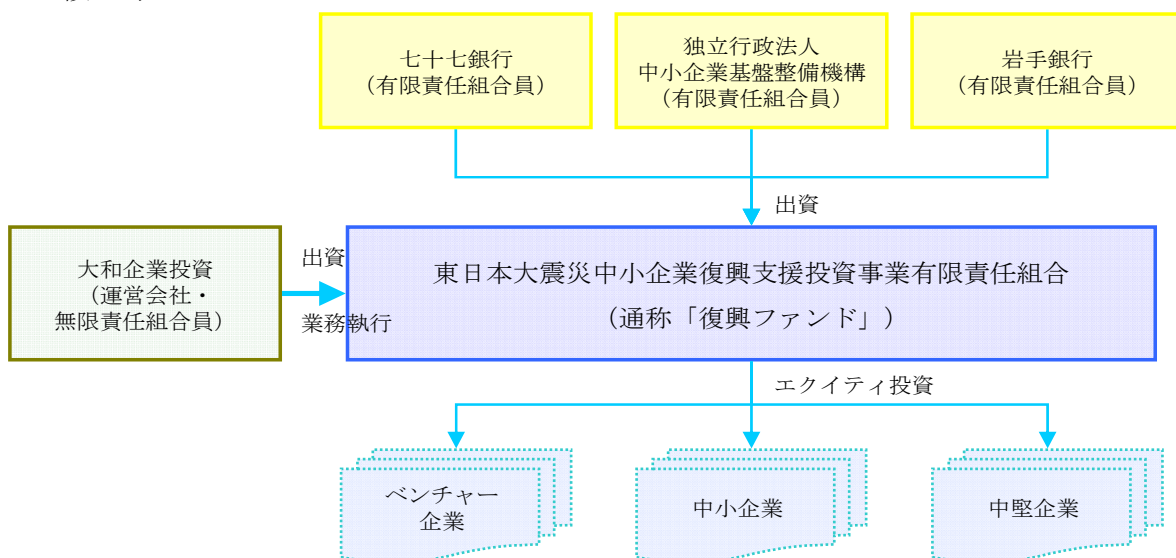 七十七銀行
（有限責任組合員）
独立行政法人
中小企業基盤整備機構
（有限責任組合員）
岩手銀行
（有限責任組合員）
出資
大和企業投資
（運営会社・
無限責任組合員）
出資
業務執行
東日本大震災中小企業復興支援投資事業有限責任組合
（通称「復興ファンド」）
エクイティ投資
ベンチャー
企業
中小企業
中堅企業